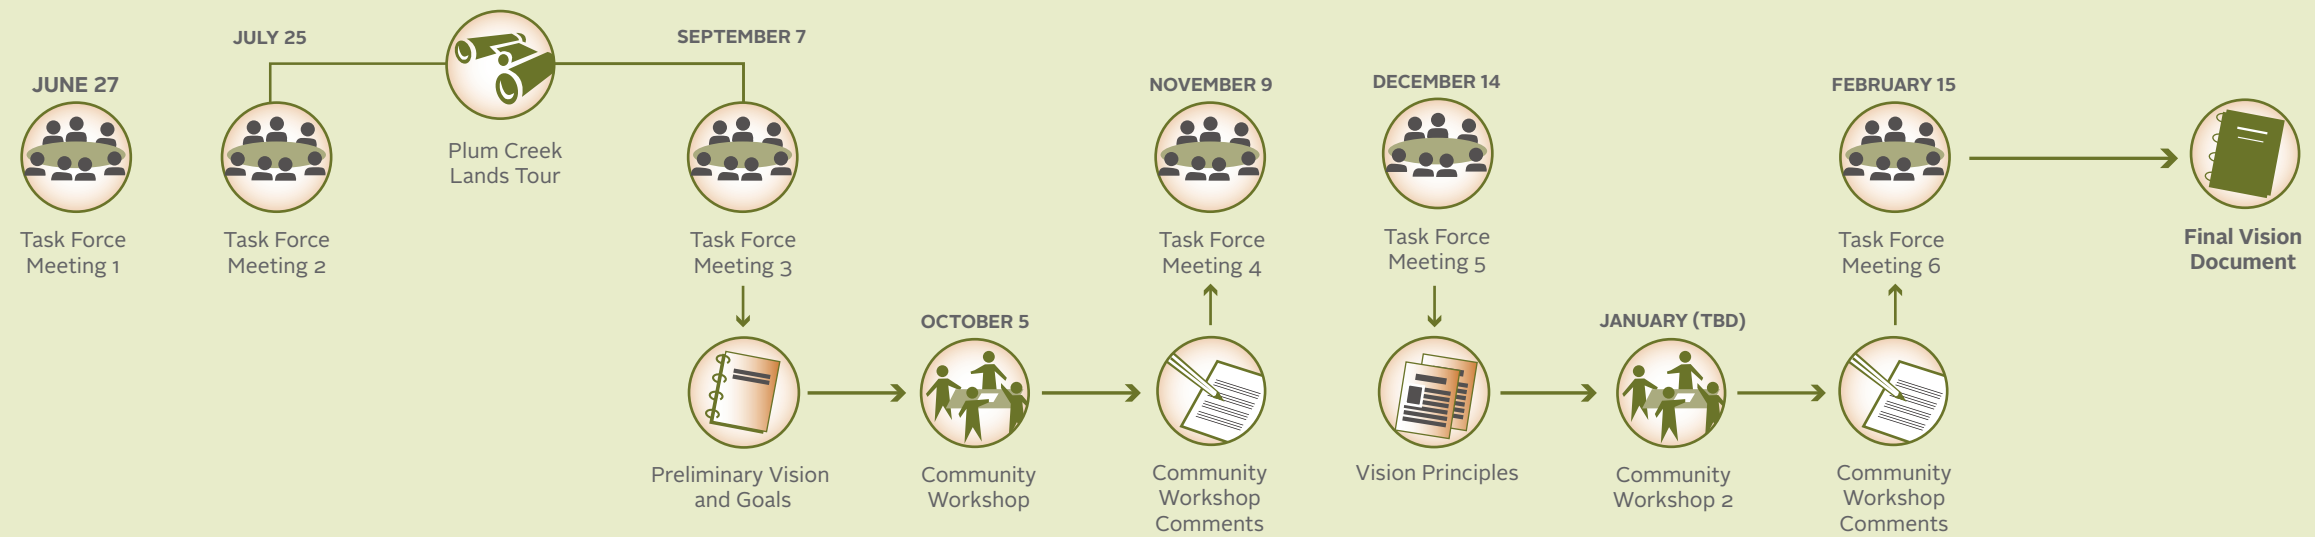 JUNE 27
Task Force
Meeting 1
JULY 25
Task Force
Meeting 2
Plum Creek
Lands Tour
SEPTEMBER 7
Task Force
Meeting 3
Preliminary Vision
and Goals
OCTOBER 5
Community
Workshop
Community
Workshop
Comments
NOVEMBER 9
Task Force
Meeting 4
DECEMBER 14
Task Force
Meeting 5
Vision Principles
JANUARY (TBD)
Community
Workshop 2
Community
Workshop
Comments
FEBRUARY 15
Task Force
Meeting 6
Final Vision
Document